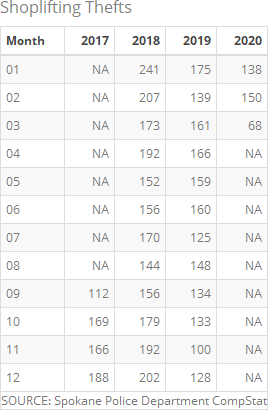 Shoplifting Thefts
Month 2017 2018 2019 2020
01 NA 241 175 138
02 NA 207 139 150
03 NA 173 161 68
04 NA 192 166 NA
05 NA 152 159 NA
06 NA 156 160 NA
07 NA 170 125 NA
08 NA 144 148 NA
09 112 156 134 NA
10 169 179 133 NA
11 166 192 100 NA
12 188 202 128 NA
SOURCE: Spokane Police Department CompStat